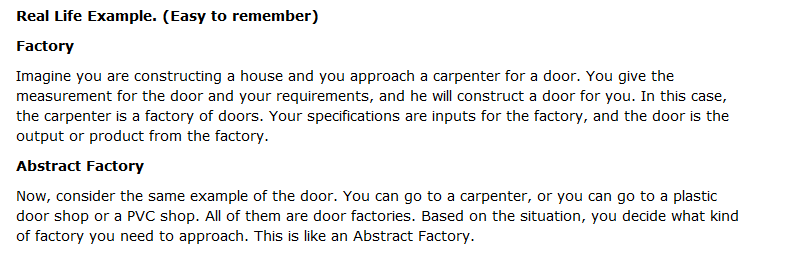 Real Life Example. (Easy to remember)
Factory
Imagine you are constructing a house and you approach a carpenter for a door. You give the
measurement for the door and your requirements, and he will construct a door for you. In this case,
the carpenter is a factory of doors. Your specifications are inputs for the factory, and the door is the
output or product from the factory.
Abstract Factory
Now, consider the same example of the door. You can go to a carpenter, or you can go to a plastic
door shop or a PVC shop. All of them are door factories. Based on the situation, you decide what kind
of factory you need to approach. This is like an Abstract Factory.